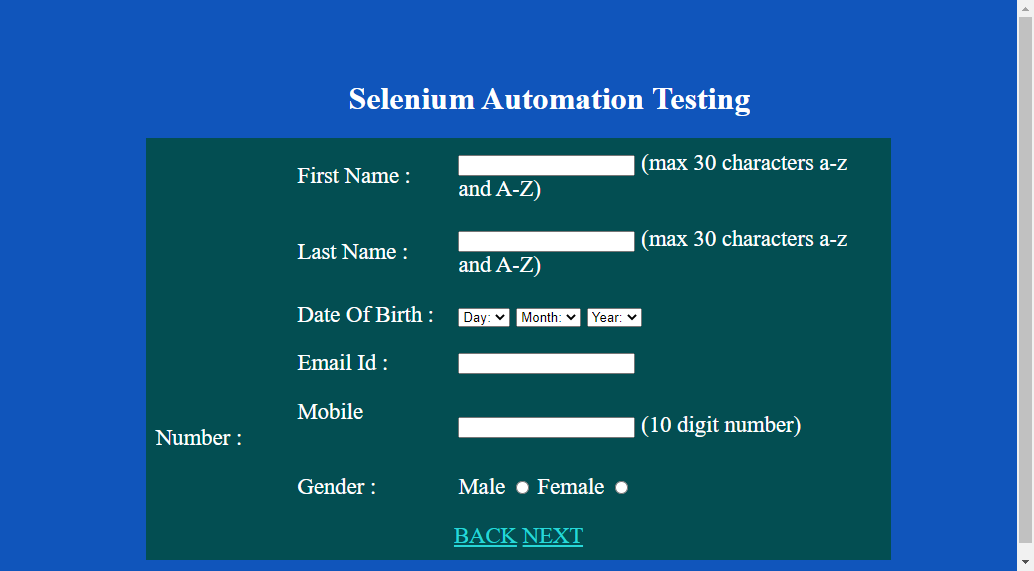 Selenium Automation Testing
First Name : (max 30 characters a-z
and A-Z)
Last Name : (max 30 characters a-z
and A-Z)
Date Of Birth : Day: Month: Year:
Email Id :
Mobile
Number : (10 digit number)
Gender : Male Female
BACK NEXT